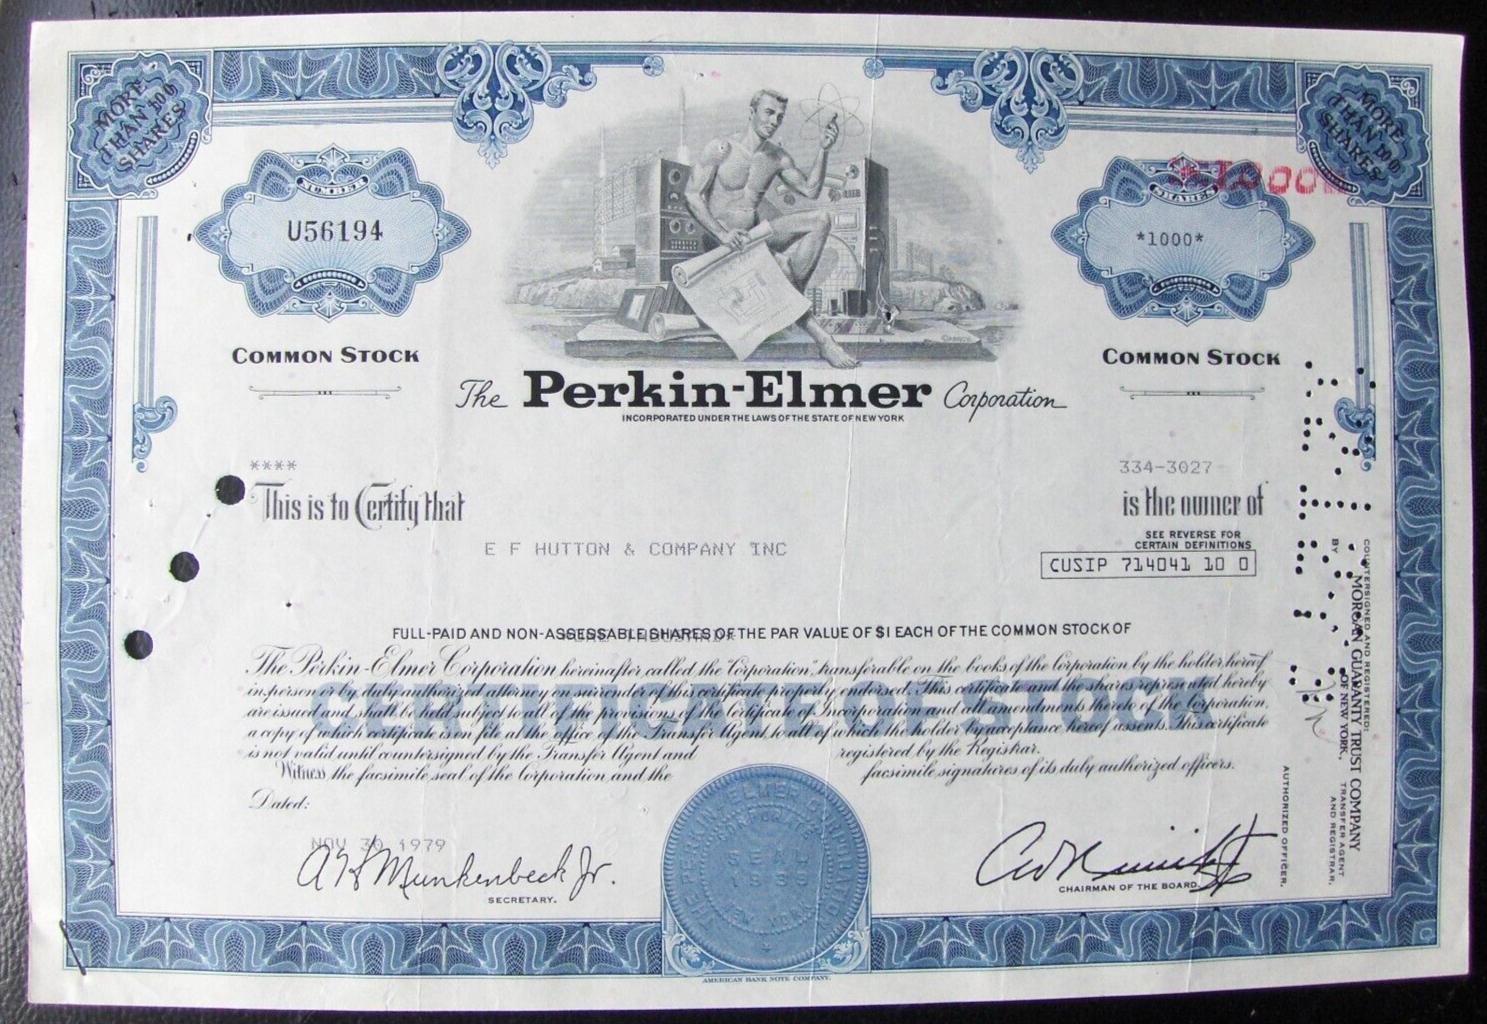 MORE THAN 100 SHARES
MORE THAN 100 SHARES
NUMBER
U56194
SHARES
*1000*
COMMON STOCK
COMMON STOCK
The Perkin-Elmer Corporation
INCORPORATED UNDER THE LAWS OF THE STATE OF NEW YORK
****
334-3027
This is to Certify that
is the owner of
SEE REVERSE FOR
CERTAIN DEFINITIONS
E F HUTTON & COMPANY INC
CUSIP 714041 10 0
FULL-PAID AND NON-ASSESSABLE SHARES OF THE PAR VALUE OF $1 EACH OF THE COMMON STOCK OF
The Perkin-Elmer Corporation hereinafter called the "Corporation", transferable on the books of the Corporation by the holder hereof
in person or by duly authorized attorney on surrender of this certificate properly endorsed. This certificate and the shares represented hereby
are issued and shall be held subject to all of the provisions of the Certificate of Incorporation and all amendments thereto of the Corporation,
a copy of which certificate is on file at the office of the Transfer Agent, to all of which the holder by acceptance hereof assents. This certificate
is not valid until countersigned by the Transfer Agent and registered by the Registrar.
Witness the facsimile seal of the Corporation and the facsimile signatures of its duly authorized officers.
CERTIFICATE OF STOCK
Dated:
NOV 30 1979
A H Munkenbeck Jr.
SECRETARY.
CHAIRMAN OF THE BOARD.
COUNTERSIGNED AND REGISTERED:
MORGAN GUARANTY TRUST COMPANY
OF NEW YORK,
TRANSFER AGENT
AND REGISTRAR.
BY
AUTHORIZED OFFICER.
AMERICAN BANK NOTE COMPANY.